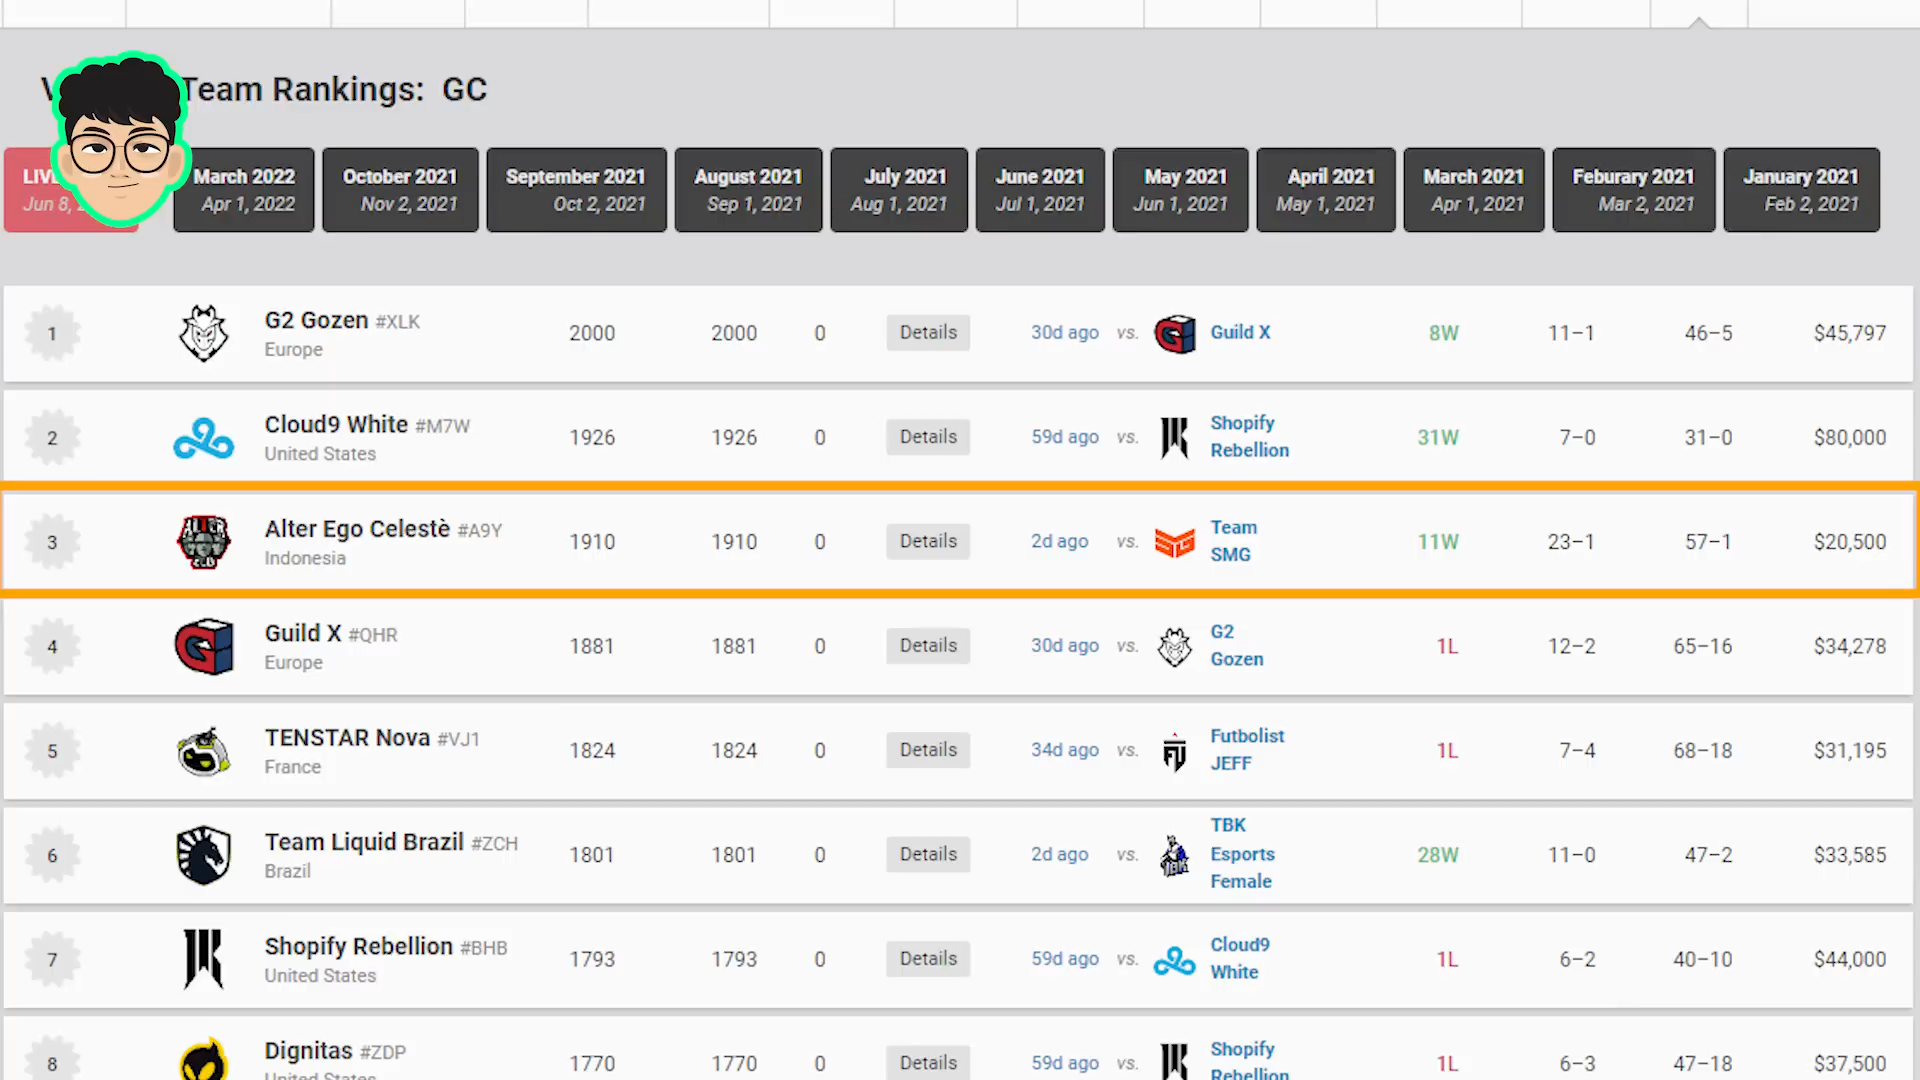 Team Rankings: GC
March 2022 October 2021 September 2021 August 2021 July 2021 June 2021 May 2021 April 2021 March 2021 Feburary 2021 January 2021
Jun 8, Apr 1, 2022 Nov 2, 2021 Oct 2, 2021 Sep 1, 2021 Aug 1, 2021 Jul 1, 2021 Jun 1, 2021 May 1, 2021 Apr 1, 2021 Mar 2, 2021 Feb 2, 2021
1 G2 Gozen #XLK 2000 2000 0 Details 30d ago vs. Guild X 8W 11–1 46–5 $45,797
Europe
2 Cloud9 White #M7W 1926 1926 0 Details 59d ago vs. Shopify 31W 7–0 31–0 $80,000
United States Rebellion
3 Alter Ego Celestè #A9Y 1910 1910 0 Details 2d ago vs. Team 11W 23–1 57–1 $20,500
Indonesia SMG
4 Guild X #QHR 1881 1881 0 Details 30d ago vs. G2 1L 12–2 65–16 $34,278
Europe Gozen
5 TENSTAR Nova #VJ1 1824 1824 0 Details 34d ago vs. Futbolist 1L 7–4 68–18 $31,195
France JEFF
6 Team Liquid Brazil #ZCH 1801 1801 0 Details 2d ago vs. TBK 28W 11–0 47–2 $33,585
Brazil Esports
Female
7 Shopify Rebellion #BHB 1793 1793 0 Details 59d ago vs. Cloud9 1L 6–2 40–10 $44,000
United States White
8 Dignitas #ZDP 1770 1770 0 Details 59d ago vs. Shopify 1L 6–3 47–18 $37,500
United States Rebellion